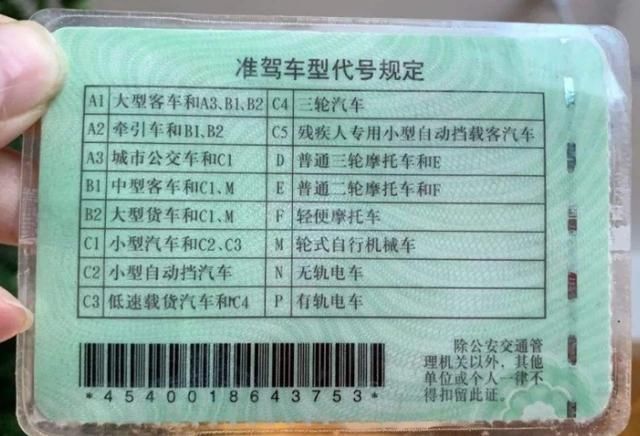 准驾车型代号规定
A1 大型客车和A3、B1、B2 C4 三轮汽车
A2 牵引车和B1、B2 C5 残疾人专用小型自动挡载客汽车
A3 城市公交车和C1 D 普通三轮摩托车和E
B1 中型客车和C1、M E 普通二轮摩托车和F
B2 大型货车和C1、M F 轻便摩托车
C1 小型汽车和C2、C3 M 轮式自行机械车
C2 小型自动挡汽车 N 无轨电车
C3 低速载货汽车和C4 P 有轨电车
*4540018643753*
除公安交通管
理机关以外，其他
单位或个人一律不
得扣留此证。